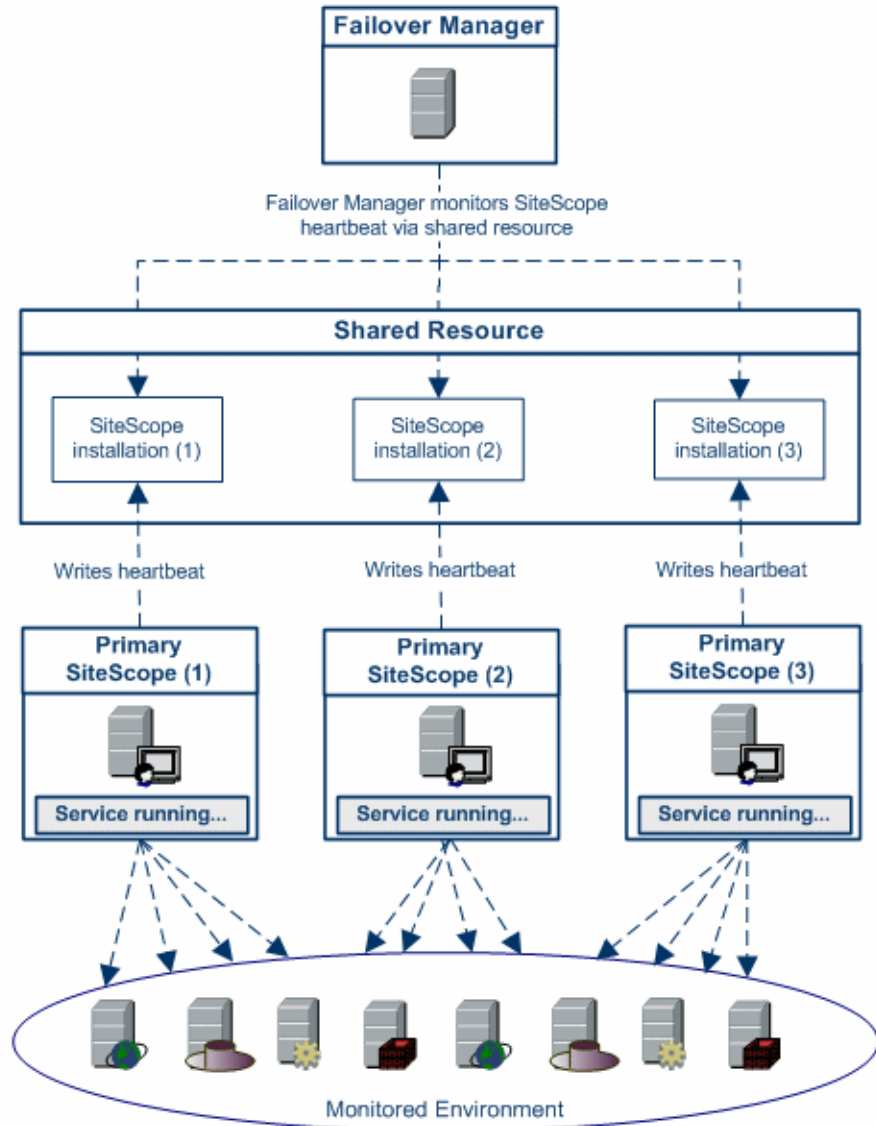 Failover Manager
Failover Manager monitors SiteScope
heartbeat via shared resource
Shared Resource
SiteScope
installation (1)
SiteScope
installation (2)
SiteScope
installation (3)
Writes heartbeat
Writes heartbeat
Writes heartbeat
Primary
SiteScope (1)
Service running...
Primary
SiteScope (2)
Service running...
Primary
SiteScope (3)
Service running...
Monitored Environment